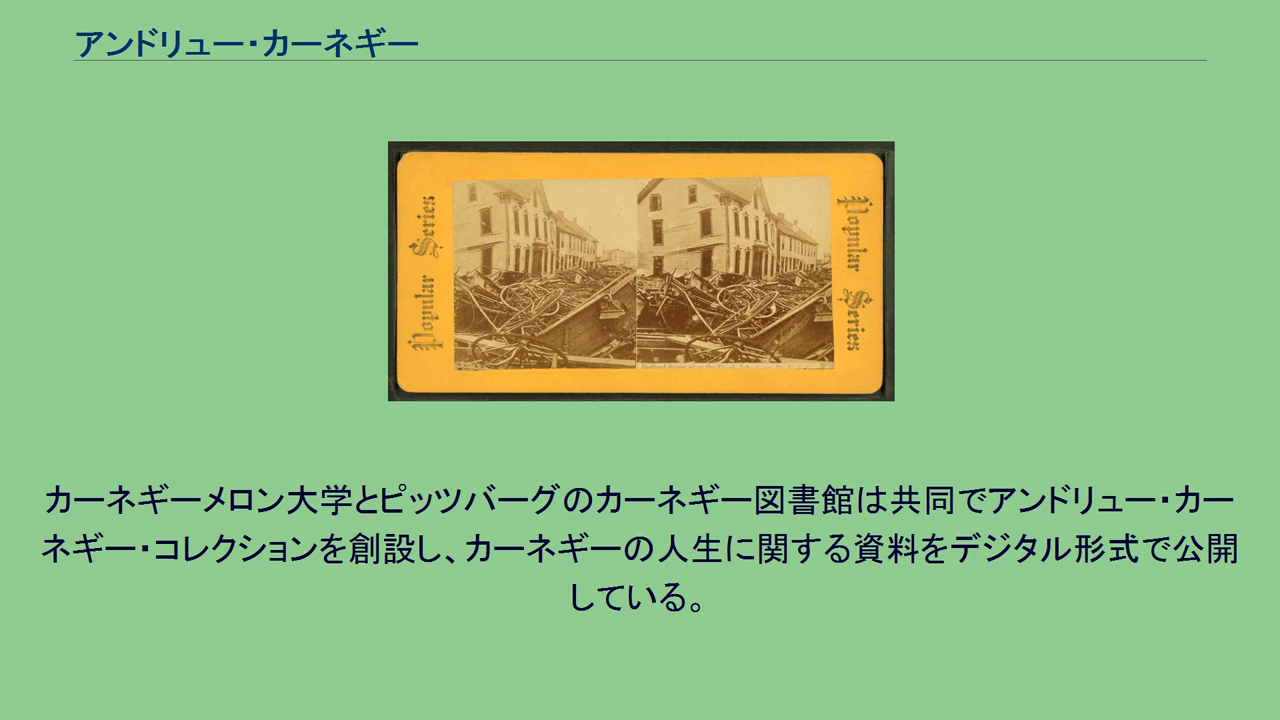 アンドリュー・カーネギー
Popular Series
Popular Series
カーネギーメロン大学とピッツバーグのカーネギー図書館は共同でアンドリュー・カー
ネギー・コレクションを創設し、カーネギーの人生に関する資料をデジタル形式で公開
している。